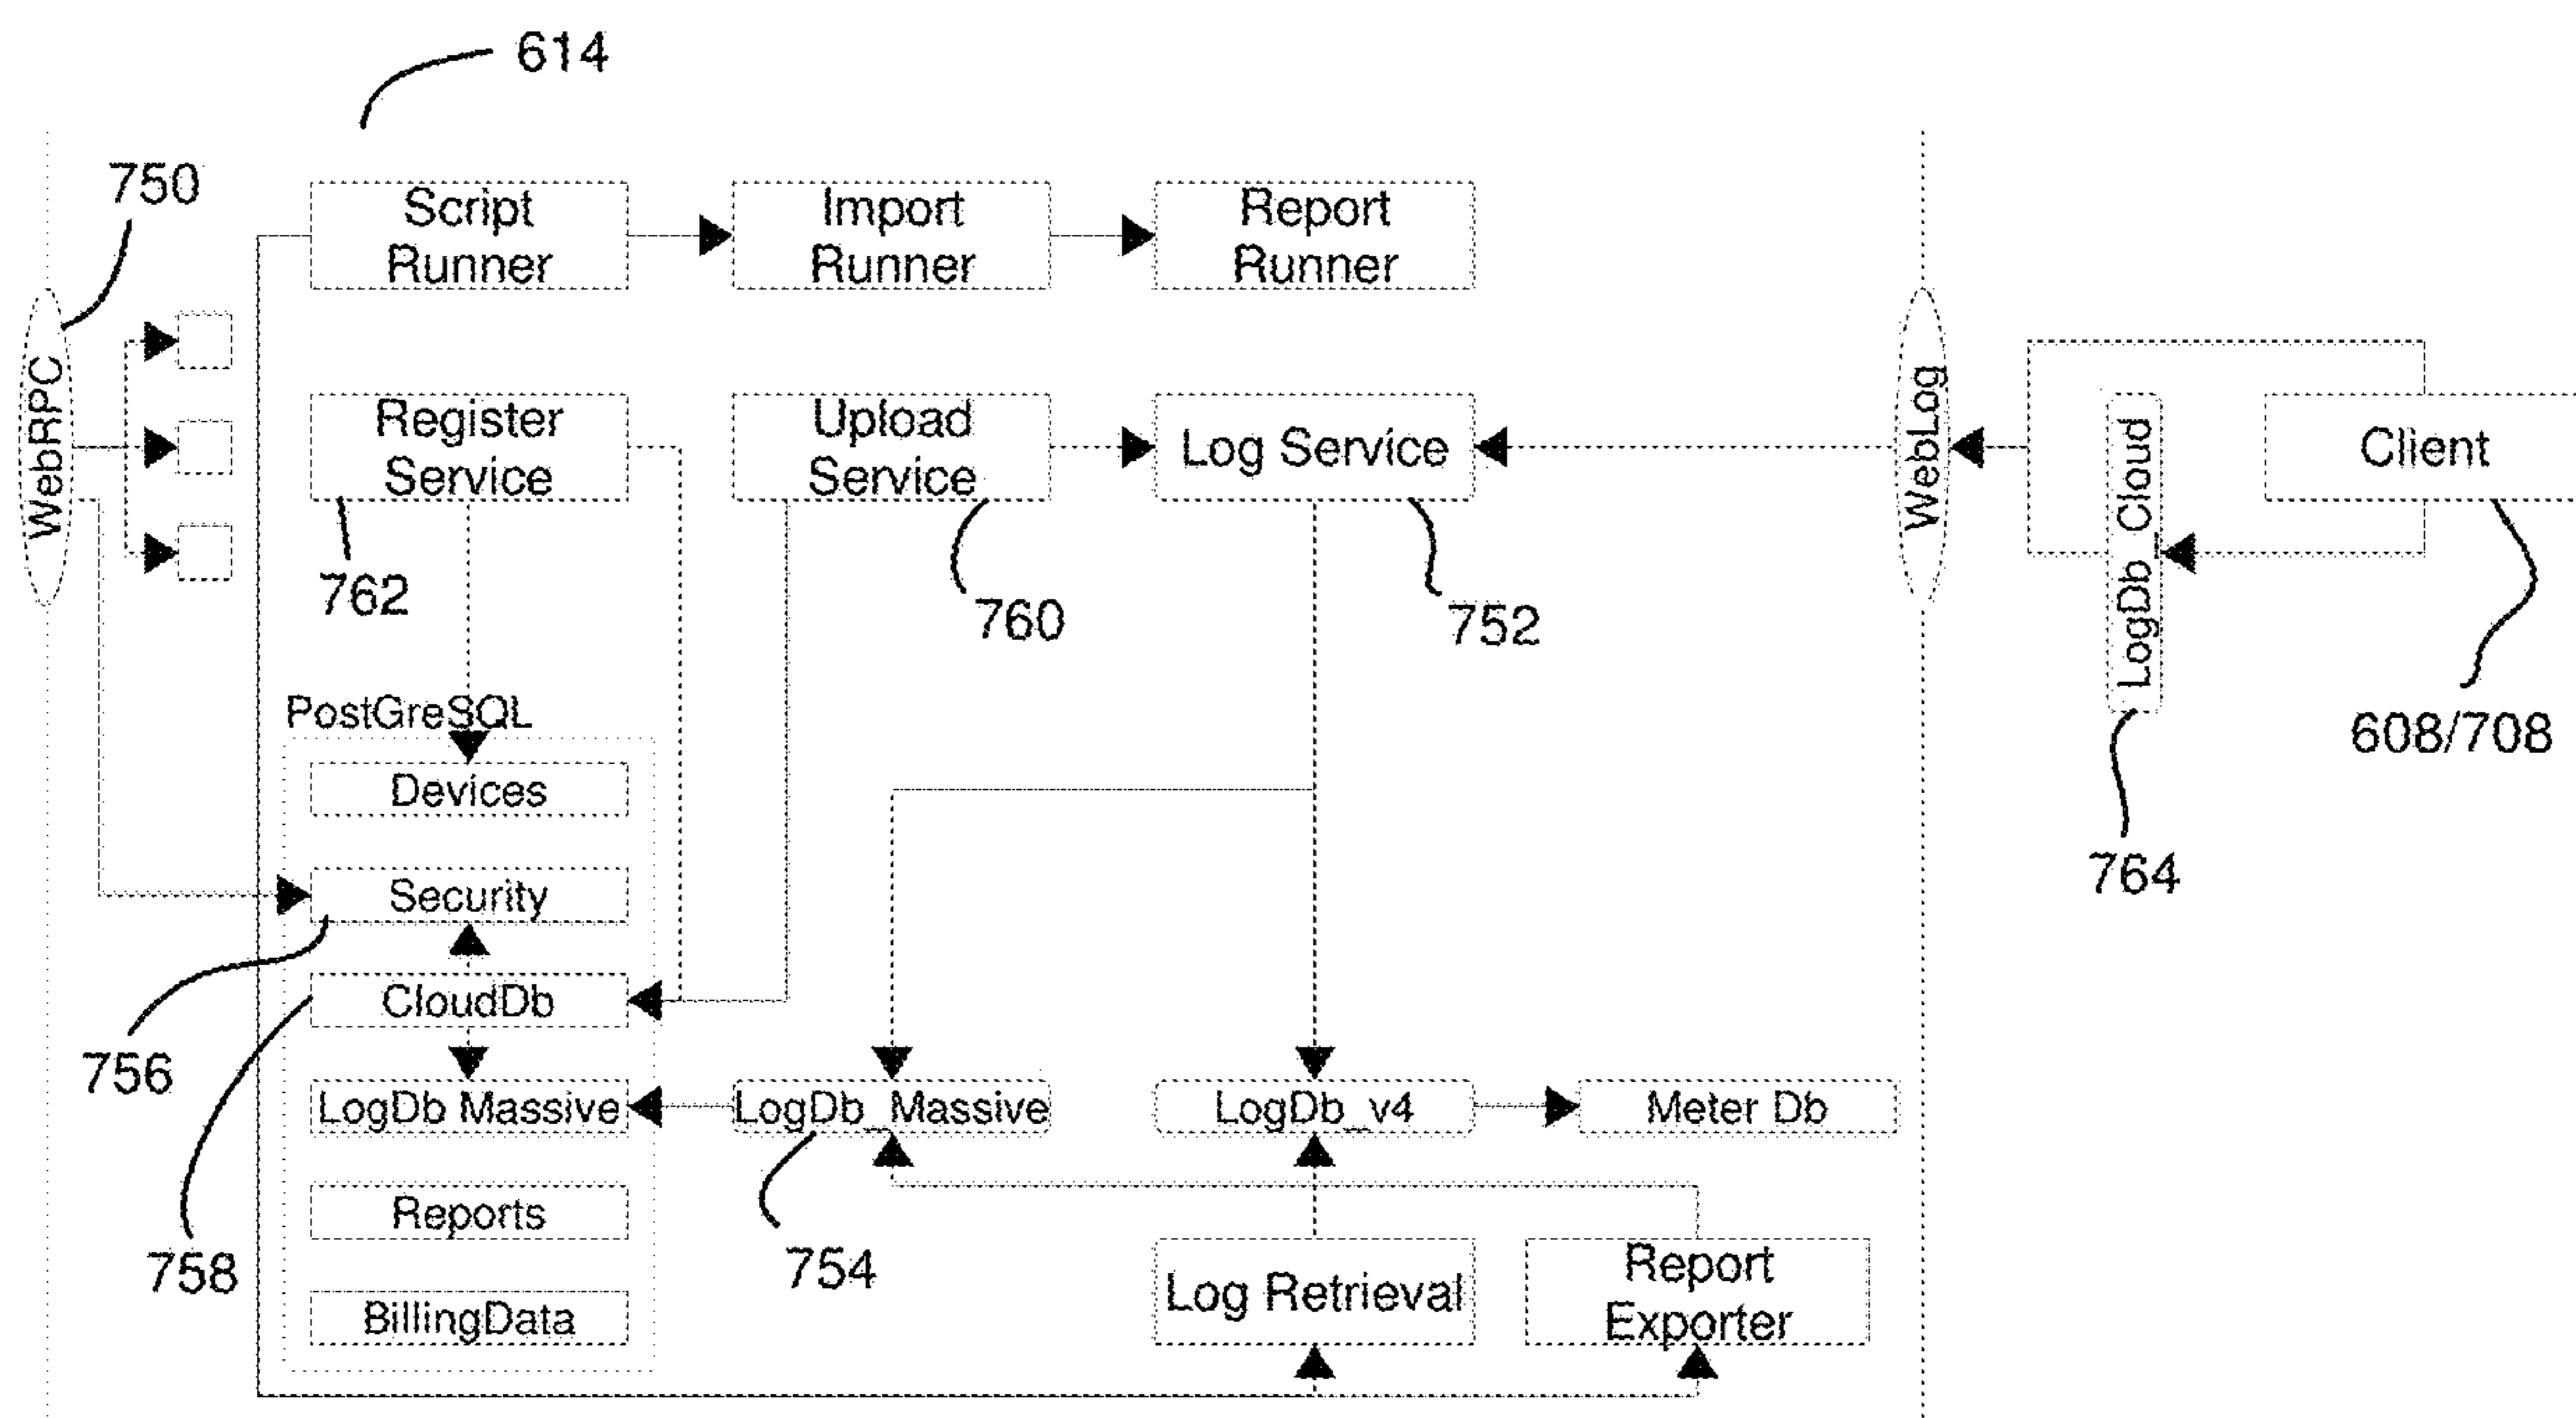 614
750
Script
Runner
Import
Runner
Report
Runner
WebRPC
Register
Service
Upload
Service
Log Service
WebLog
LogDb_Cloud
Client
762
760
752
608/708
764
PostGreSQL
Devices
Security
CloudDb
LogDb Massive
Reports
BillingData
756
758
LogDb_Massive
LogDb_v4
Meter Db
754
Log Retrieval
Report
Exporter